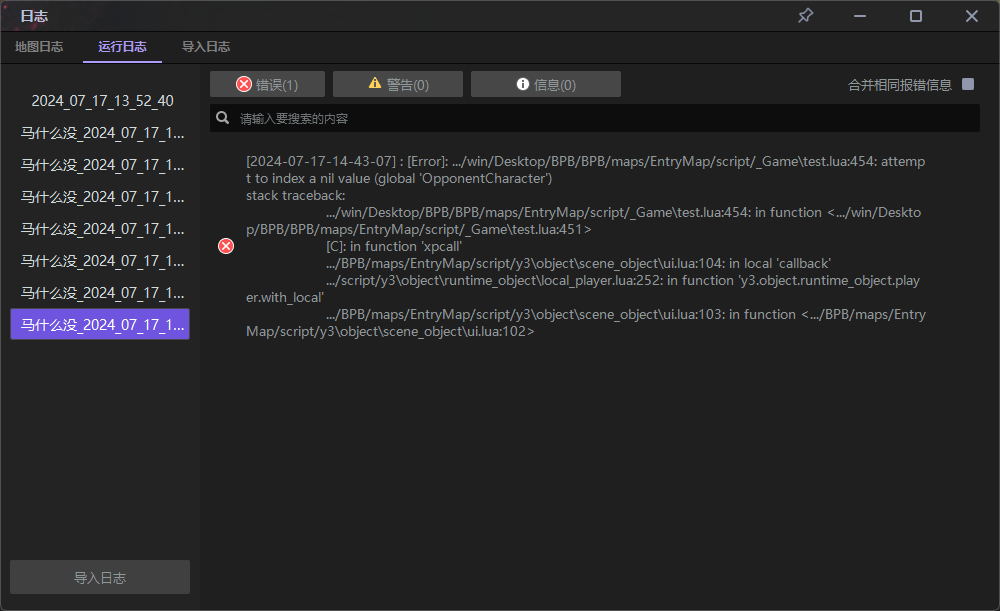 日志
地图日志 运行日志 导入日志
错误(1) 警告(0) 信息(0) 合并相同报错信息
请输入要搜索的内容
2024_07_17_13_52_40
马什么没_2024_07_17_1...
马什么没_2024_07_17_1...
马什么没_2024_07_17_1...
马什么没_2024_07_17_1...
马什么没_2024_07_17_1...
马什么没_2024_07_17_1...
马什么没_2024_07_17_1...
导入日志
[2024-07-17-14-43-07] : [Error]: .../win/Desktop/BPB/BPB/maps/EntryMap/script/_Game\test.lua:454: attemp
t to index a nil value (global 'OpponentCharacter')
stack traceback:
.../win/Desktop/BPB/BPB/maps/EntryMap/script/_Game\test.lua:454: in function <.../win/Deskto
p/BPB/BPB/maps/EntryMap/script/_Game\test.lua:451>
[C]: in function 'xpcall'
.../BPB/maps/EntryMap/script/y3\object\scene_object\ui.lua:104: in local 'callback'
.../script/y3\object\runtime_object\local_player.lua:252: in function 'y3.object.runtime_object.play
er.with_local'
.../BPB/maps/EntryMap/script/y3\object\scene_object\ui.lua:103: in function <.../BPB/maps/Entry
Map/script/y3\object\scene_object\ui.lua:102>